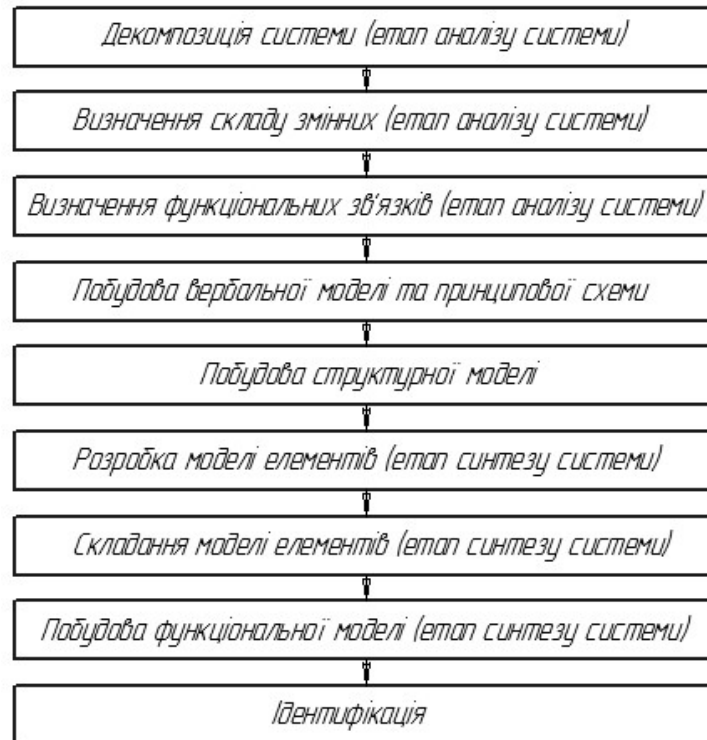 Декомпозиція системи (етап аналізу системи)
Визначення складу змінних (етап аналізу системи)
Визначення функціональних зв'язків (етап аналізу системи)
Побудова вербальної моделі та принципової схеми
Побудова структурної моделі
Розробка моделі елементів (етап синтезу системи)
Складання моделі елементів (етап синтезу системи)
Побудова функціональної моделі (етап синтезу системи)
Ідентифікація